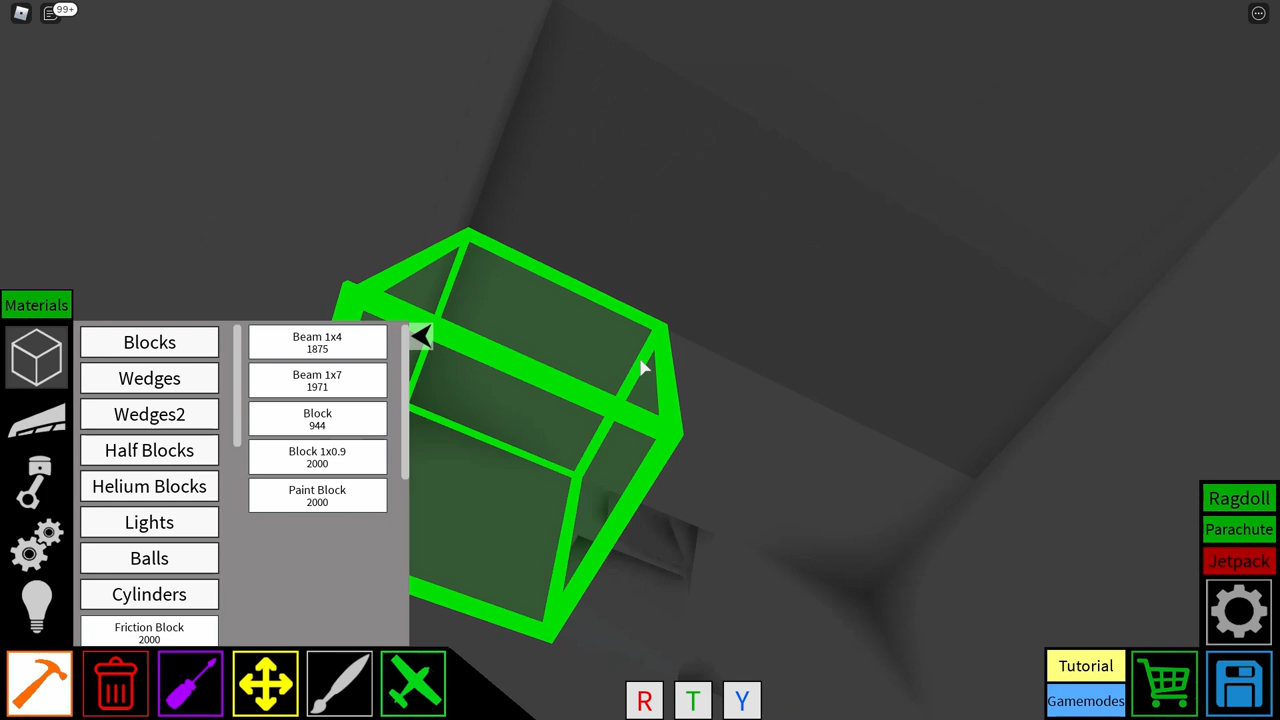 99+
Materials
Blocks
Wedges
Wedges2
Half Blocks
Helium Blocks
Lights
Balls
Cylinders
Friction Block
2000
Beam 1x4
1875
Beam 1x7
1971
Block
944
Block 1x0.9
2000
Paint Block
2000
Ragdoll
Parachute
Jetpack
Tutorial
Gamemodes
R T Y